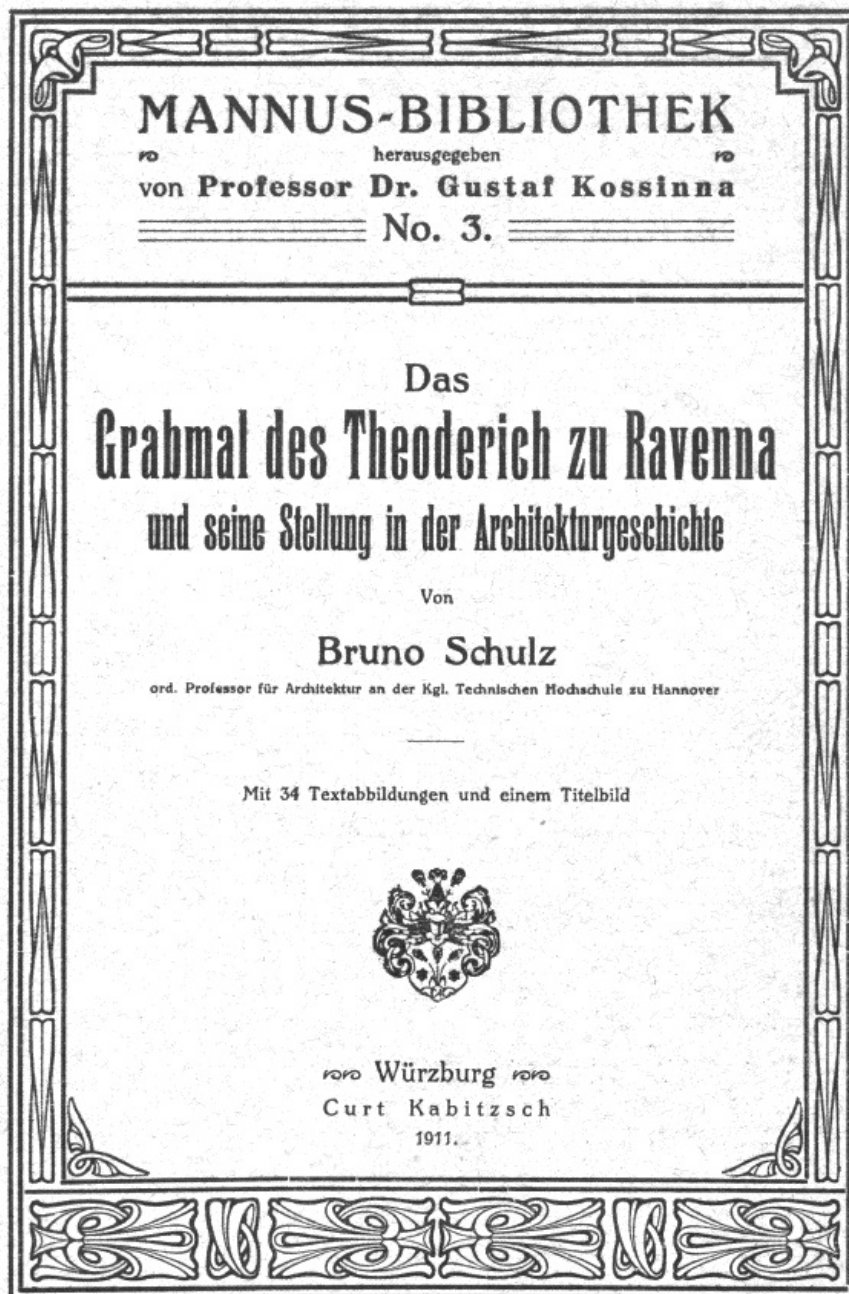 MANNUS-BIBLIOTHEK
herausgegeben
von Professor Dr. Gustaf Kossinna
No. 3.
Das
Grabmal des Theoderich zu Ravenna
und seine Stellung in der Architekturgeschichte
Von
Bruno Schulz
ord. Professor für Architektur an der Kgl. Technischen Hochschule zu Hannover
Mit 34 Textabbildungen und einem Titelbild
Würzburg
Curt Kabitzsch
1911.